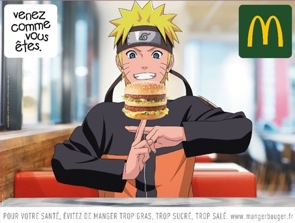 venez
comme
vous
êtes.
POUR VOTRE SANTÉ, ÉVITEZ DE MANGER TROP GRAS, TROP SUCRÉ, TROP SALÉ. www.mangerbouger.fr